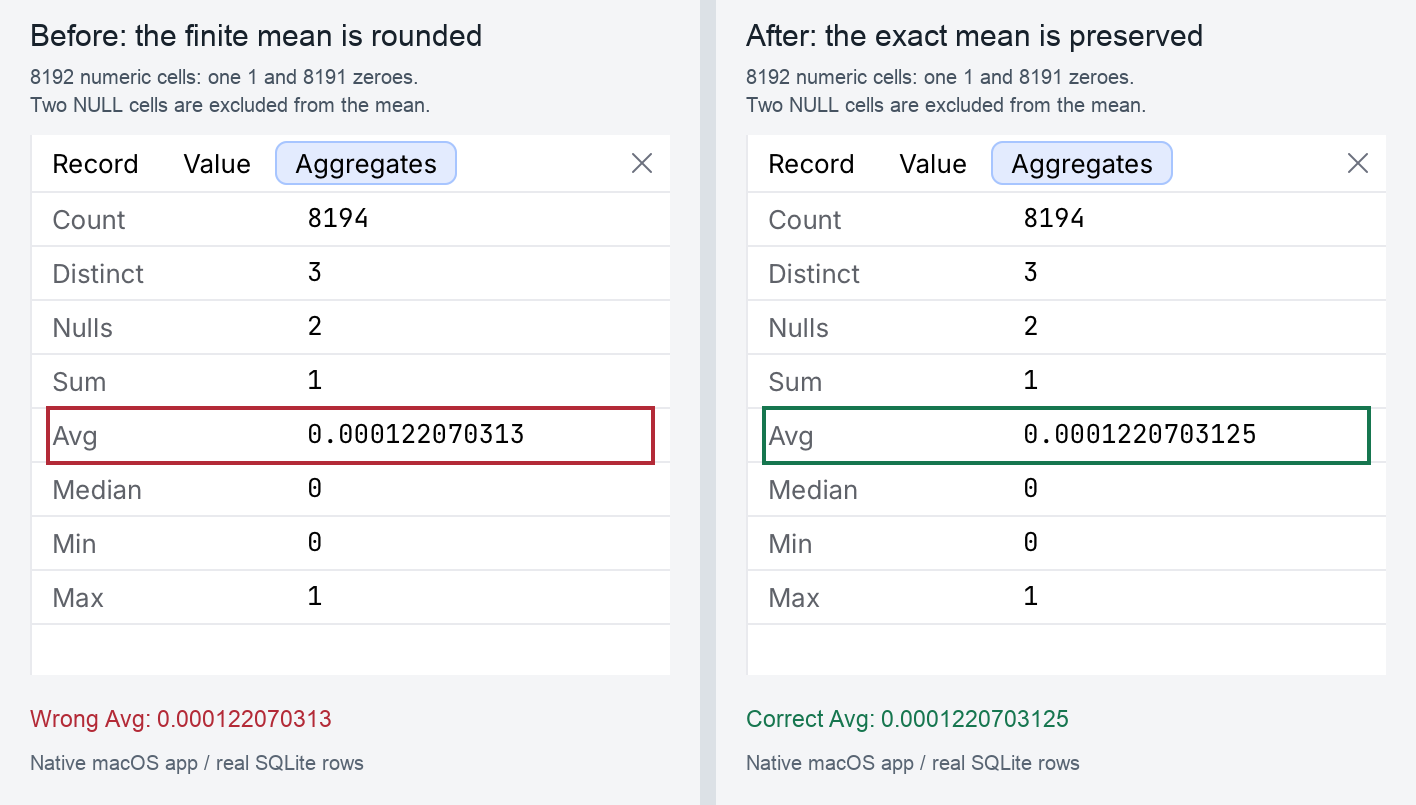 Before: the finite mean is rounded
8192 numeric cells: one 1 and 8191 zeroes.
Two NULL cells are excluded from the mean.
Record Value Aggregates
Count 8194
Distinct 3
Nulls 2
Sum 1
Avg 0.000122070313
Median 0
Min 0
Max 1
Wrong Avg: 0.000122070313
Native macOS app / real SQLite rows
After: the exact mean is preserved
8192 numeric cells: one 1 and 8191 zeroes.
Two NULL cells are excluded from the mean.
Record Value Aggregates
Count 8194
Distinct 3
Nulls 2
Sum 1
Avg 0.0001220703125
Median 0
Min 0
Max 1
Correct Avg: 0.0001220703125
Native macOS app / real SQLite rows